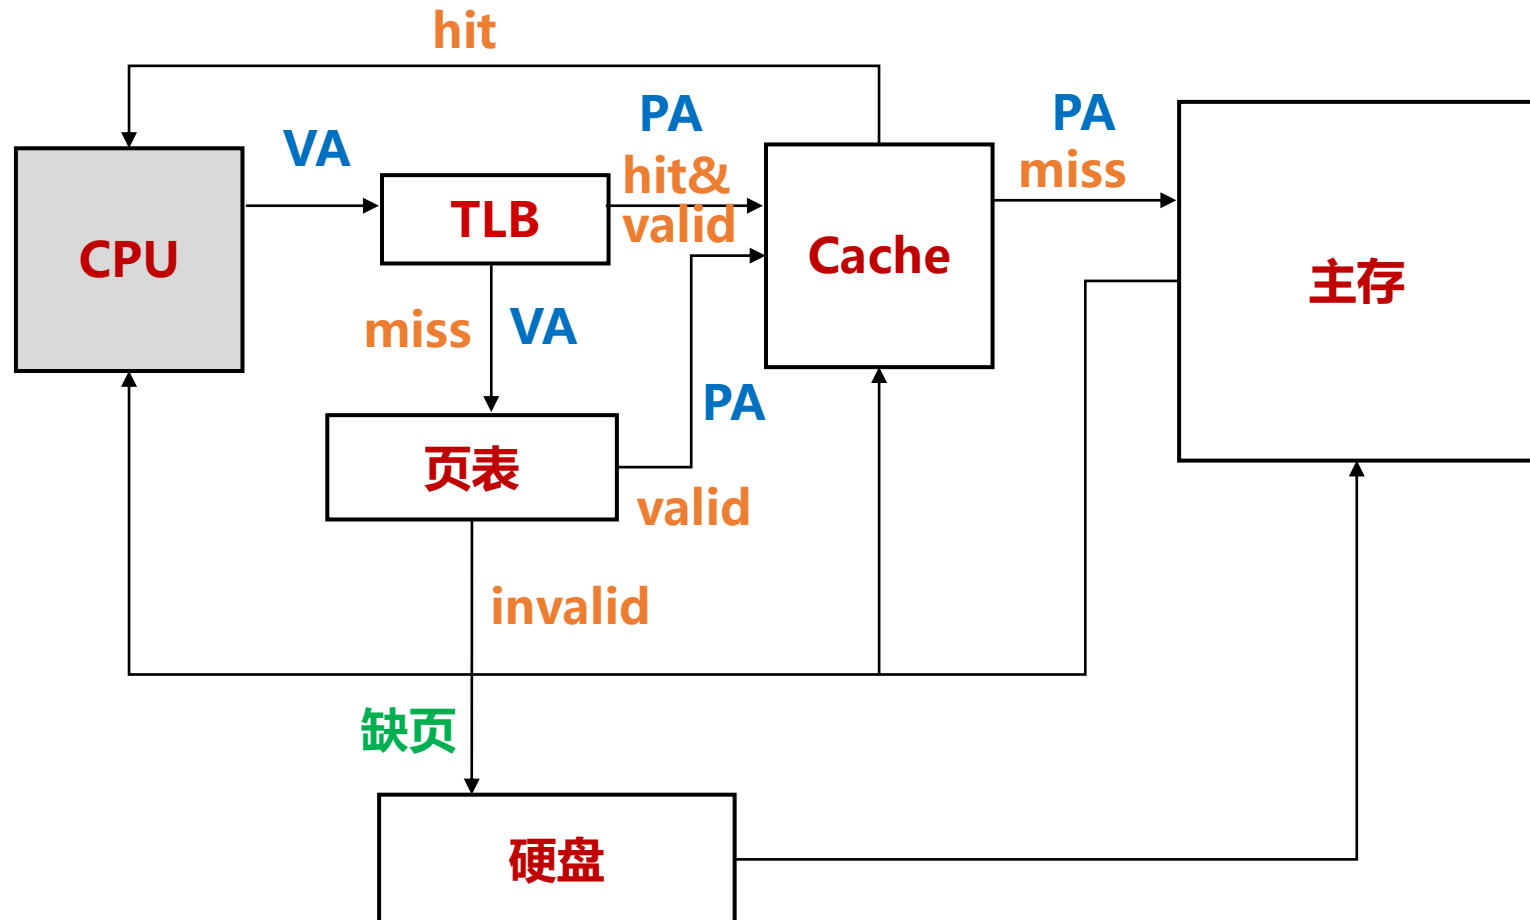 hit
VA
PA
hit&
valid
PA
miss
CPU
TLB
Cache
主存
miss
VA
PA
页表
valid
invalid
缺页
硬盘